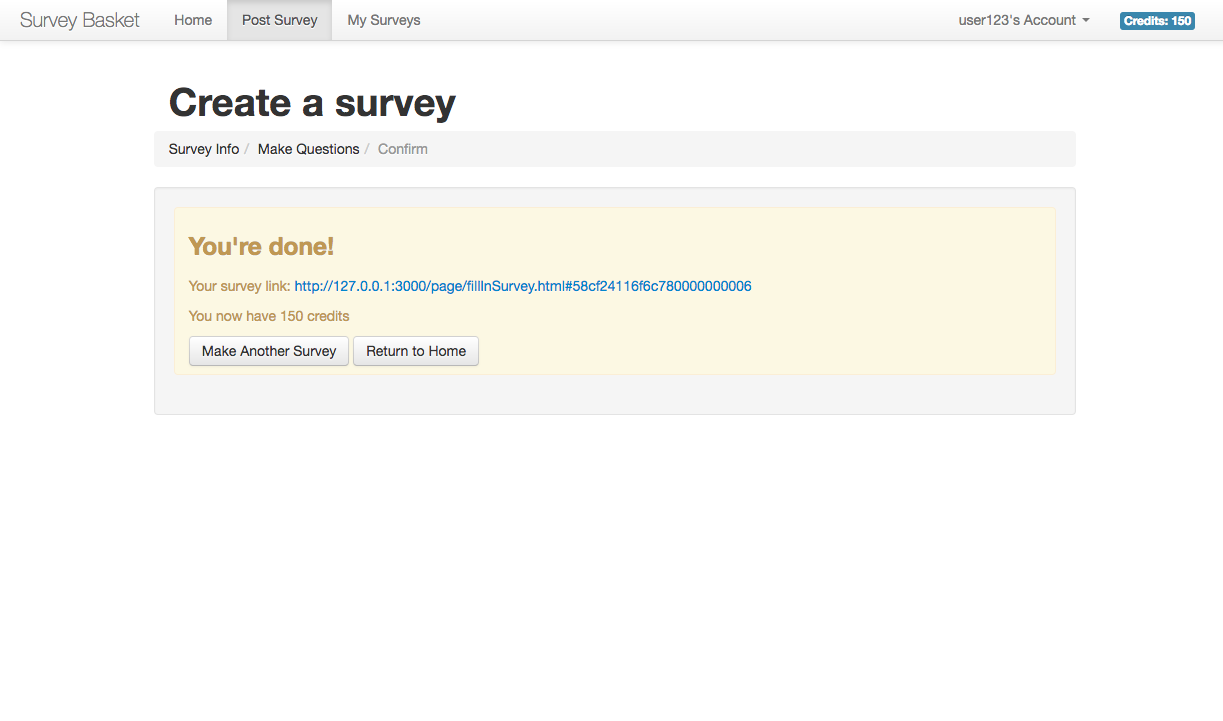 Survey Basket Home Post Survey My Surveys user123's Account Credits: 150
Create a survey
Survey Info / Make Questions / Confirm
You're done!
Your survey link: http://127.0.0.1:3000/page/fillInSurvey.html#58cf24116f6c780000000006
You now have 150 credits
Make Another Survey Return to Home